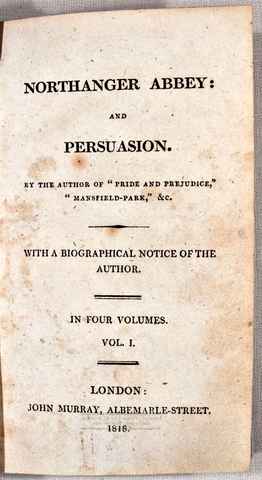 NORTHANGER ABBEY:
AND
PERSUASION.
BY THE AUTHOR OF " PRIDE AND PREJUDICE,"
" MANSFIELD-PARK," &C.
WITH A BIOGRAPHICAL NOTICE OF THE
AUTHOR.
IN FOUR VOLUMES.
VOL. I.
LONDON:
JOHN MURRAY, ALBEMARLE-STREET.
1818.